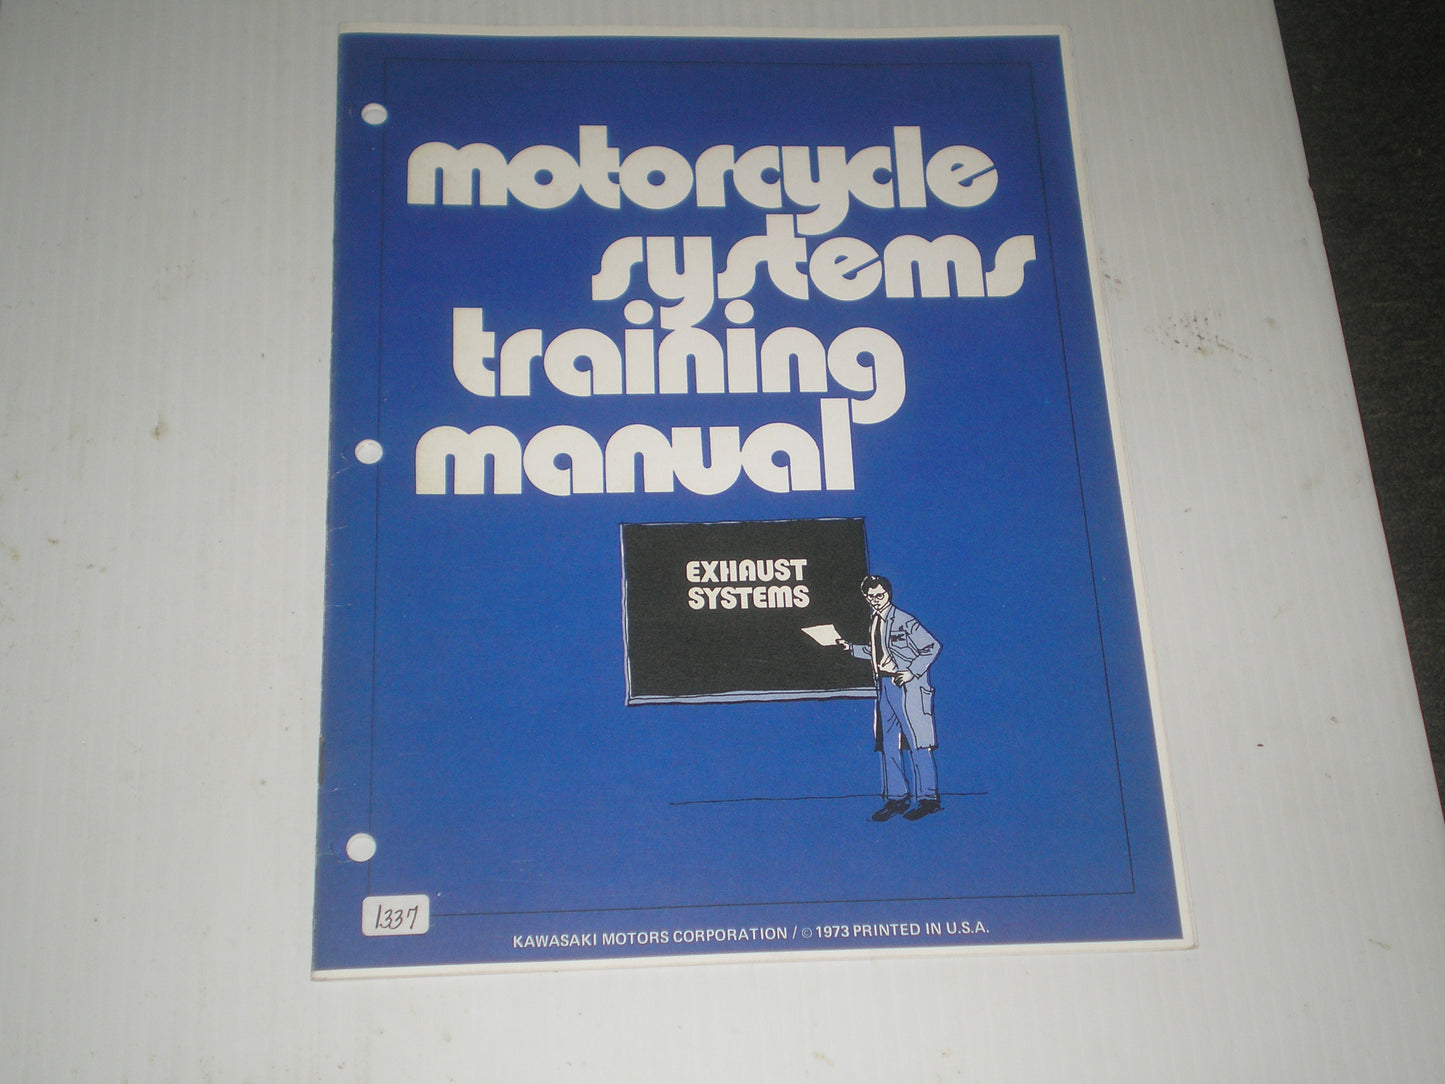 motorcycle
systems
training
manual
EXHAUST
SYSTEMS
1337
KAWASAKI MOTORS CORPORATION / © 1973 PRINTED IN U.S.A.